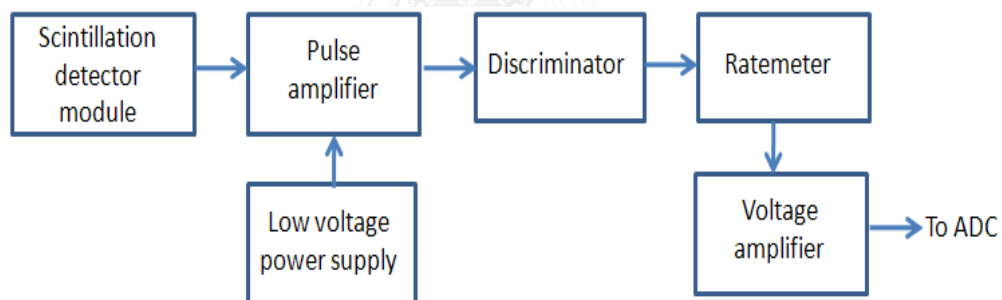 Scintillation
detector
module
Pulse
amplifier
Discriminator
Ratemeter
Low voltage
power supply
Voltage
amplifier
To ADC